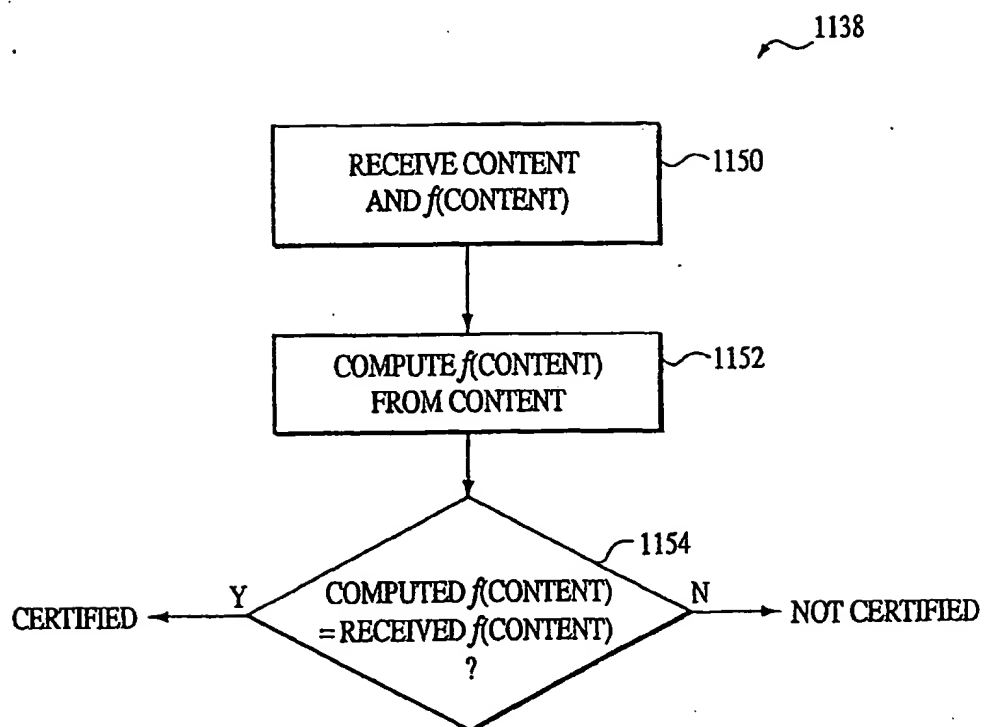 1138
RECEIVE CONTENT
AND f(CONTENT)
1150
COMPUTE f(CONTENT)
FROM CONTENT
1152
1154
Y
N
COMPUTED f(CONTENT)
= RECEIVED f(CONTENT)
?
CERTIFIED
NOT CERTIFIED